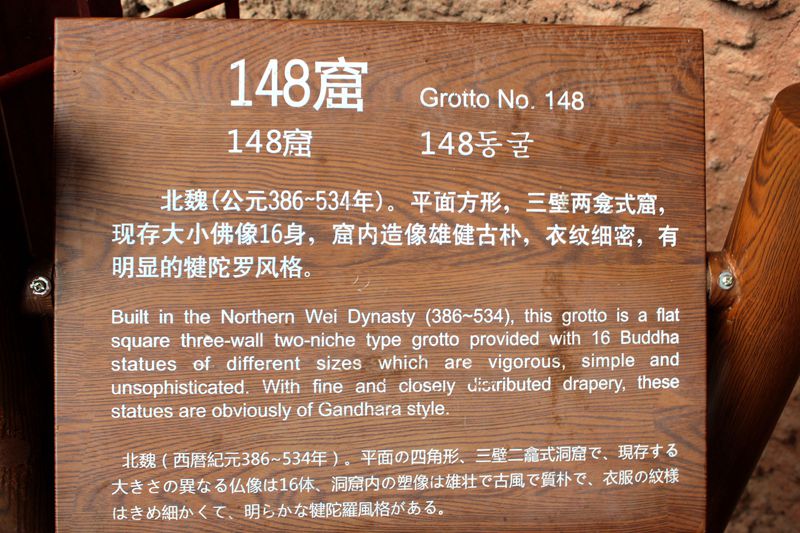 148窟 Grotto No. 148
148窟 148동굴
北魏(公元386~534年)。平面方形，三壁两龛式窟，
现存大小佛像16身，窟内造像雄健古朴，衣纹细密，有
明显的犍陀罗风格。
Built in the Northern Wei Dynasty (386~534), this grotto is a flat
square three-wall two-niche type grotto provided with 16 Buddha
statues of different sizes which are vigorous, simple and
unsophisticated. With fine and closely distributed drapery, these
statues are obviously of Gandhara style.
北魏（西暦紀元386~534年）。平面の四角形、三壁二龕式洞窟で、現存する
大きさの異なる仏像は16体、洞窟内の塑像は雄壮で古風で質朴で、衣服の紋様
はきめ細かくて、明らかな犍陀羅風格がある。